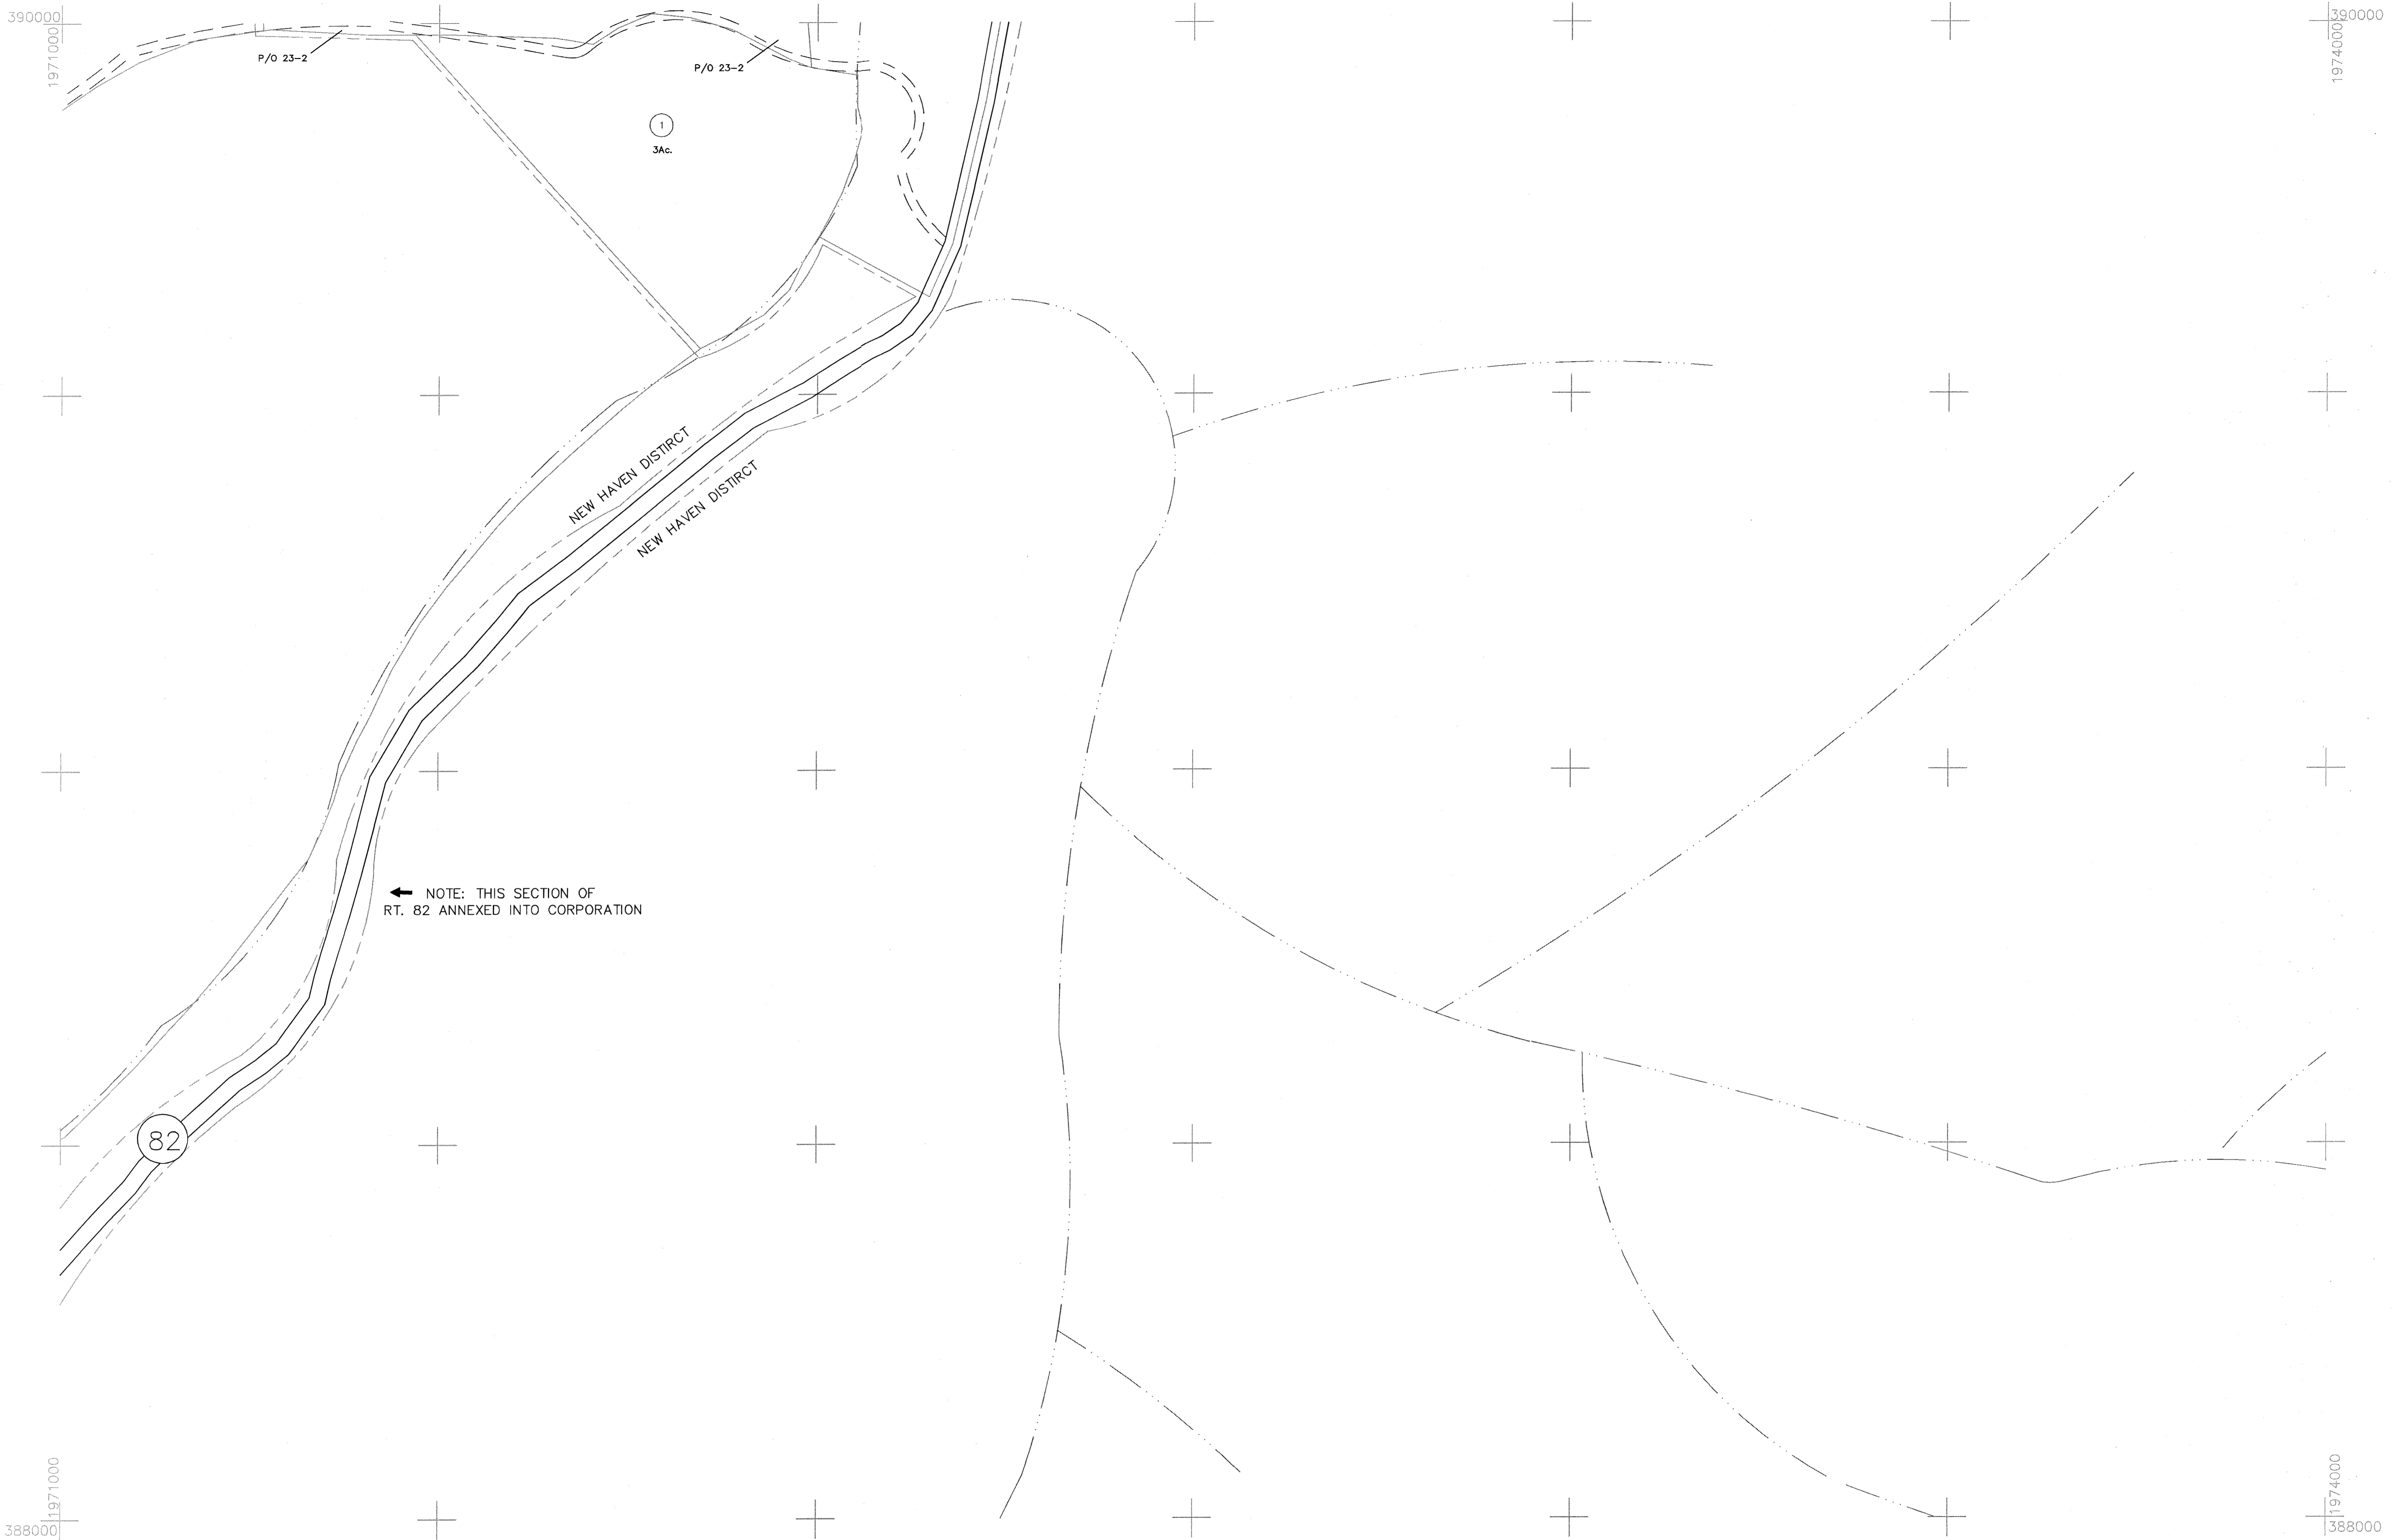 390000
390000
1971000
1974000
P/O 23-2
P/O 23-2
1
3Ac.
NEW HAVEN DISTIRCT
NEW HAVEN DISTIRCT
NOTE: THIS SECTION OF
RT. 82 ANNEXED INTO CORPORATION
82
1971000
1974000
388000
388000